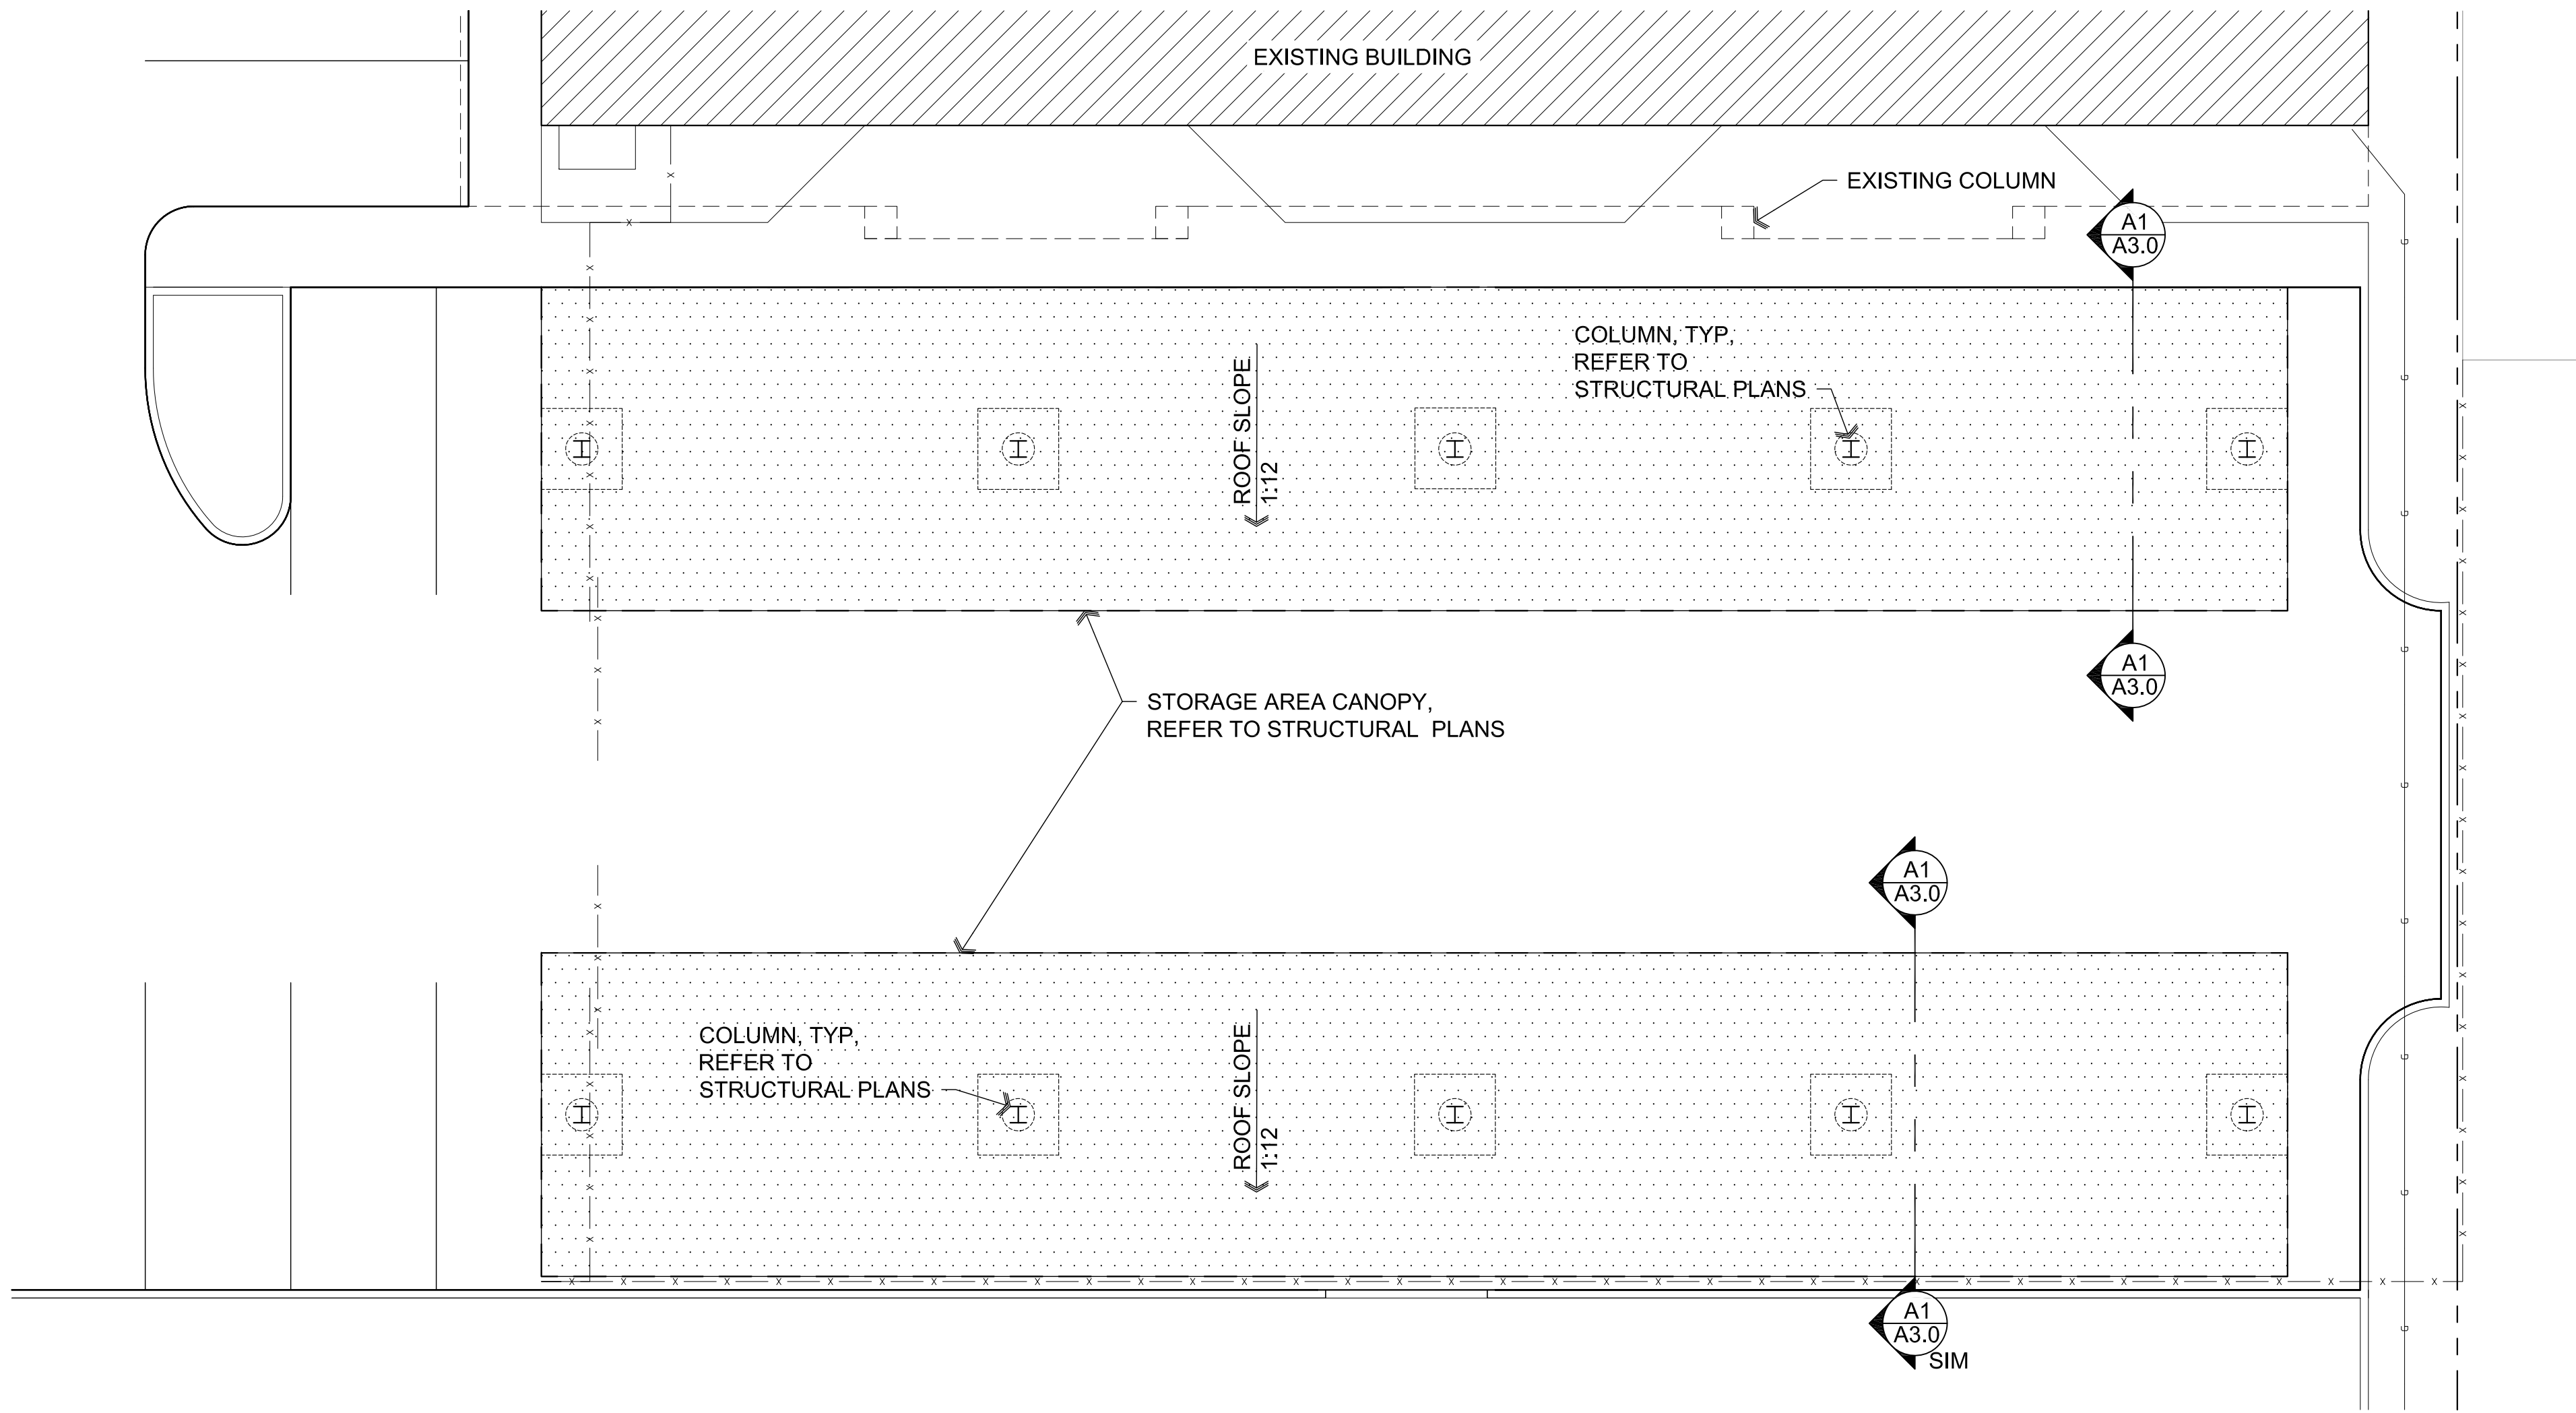 EXISTING BUILDING
EXISTING COLUMN
A1
A3.0
COLUMN, TYP,
REFER TO
STRUCTURAL PLANS
ROOF SLOPE
1:12
A1
A3.0
STORAGE AREA CANOPY,
REFER TO STRUCTURAL PLANS
A1
A3.0
COLUMN, TYP,
REFER TO
STRUCTURAL PLANS
ROOF SLOPE
1:12
A1
A3.0
SIM